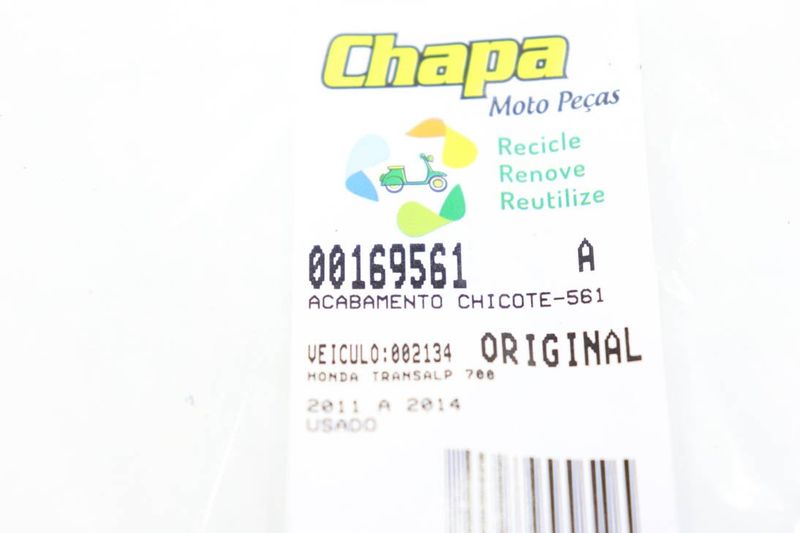 Chapa
Moto Peças
Recicle
Renove
Reutilize
00169561 A
ACABAMENTO CHICOTE-561
VEICULO:002134 ORIGINAL
HONDA TRANSALP 700
2011 A 2014
USADO